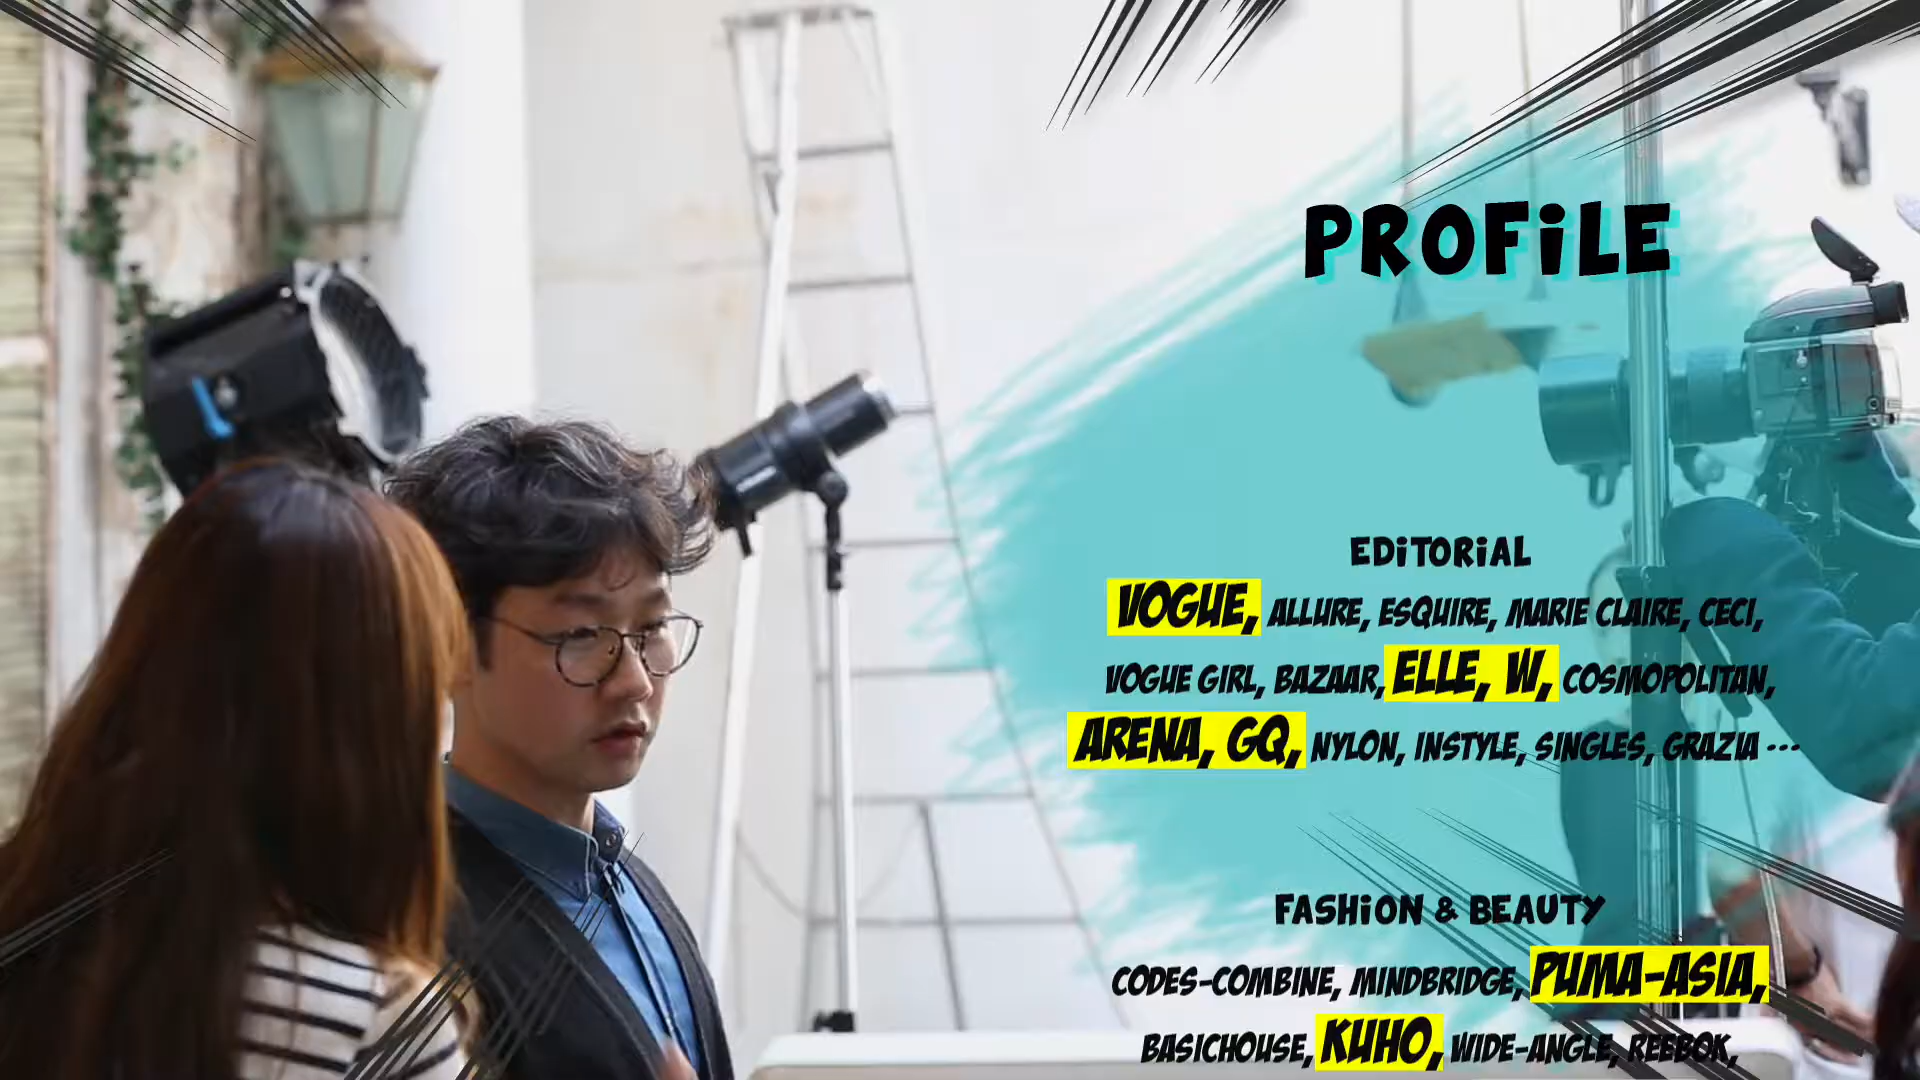 PROFiLE
EDiTORiAL
VOGUE, ALLURE, ESQUIRE, MARIE CLAIRE, CECI,
VOGUE GIRL, BAZAAR, ELLE, W, COSMOPOLITAN,
ARENA, GQ, NYLON, INSTYLE, SINGLES, GRAZIA ···
FASHiON & BEAUTY
CODES-COMBINE, MINDBRIDGE, PUMA-ASIA,
BASICHOUSE, KUHO, WIDE-ANGLE, REEBOK,